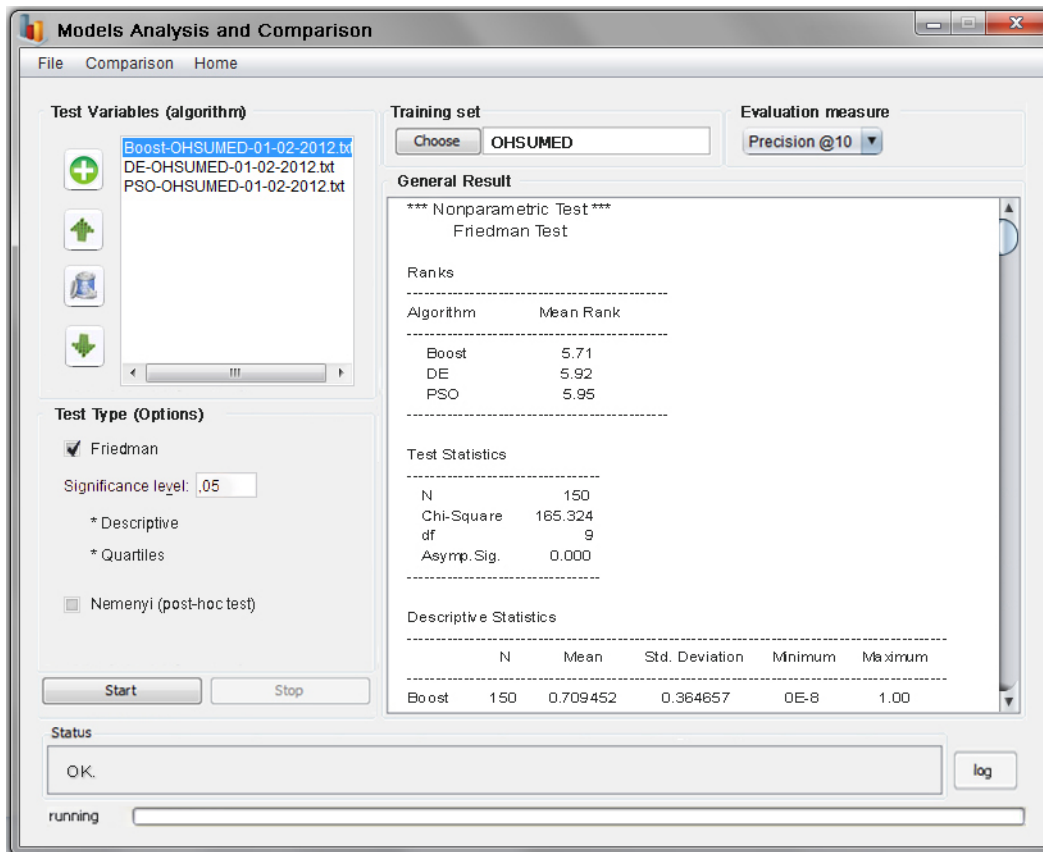 Models Analysis and Comparison
File Comparison Home
Test Variables (algorithm)
Boost-OHSUMED-01-02-2012.txt
DE-OHSUMED-01-02-2012.txt
PSO-OHSUMED-01-02-2012.txt
Training set
Choose OHSUMED
Evaluation measure
Precision @10
General Result
*** Nonparametric Test ***
Friedman Test
Ranks
Algorithm Mean Rank
Boost 5.71
DE 5.92
PSO 5.95
Test Statistics
N 150
Chi-Square 165.324
df 9
Asymp.Sig. 0.000
Descriptive Statistics
N Mean Std. Deviation Minimum Maximum
Boost 150 0.709452 0.364657 0E-8 1.00
Test Type (Options)
Friedman
Significance level: ,05
* Descriptive
* Quartiles
Nemenyi (post-hoc test)
Start Stop
Status
OK.
log
running